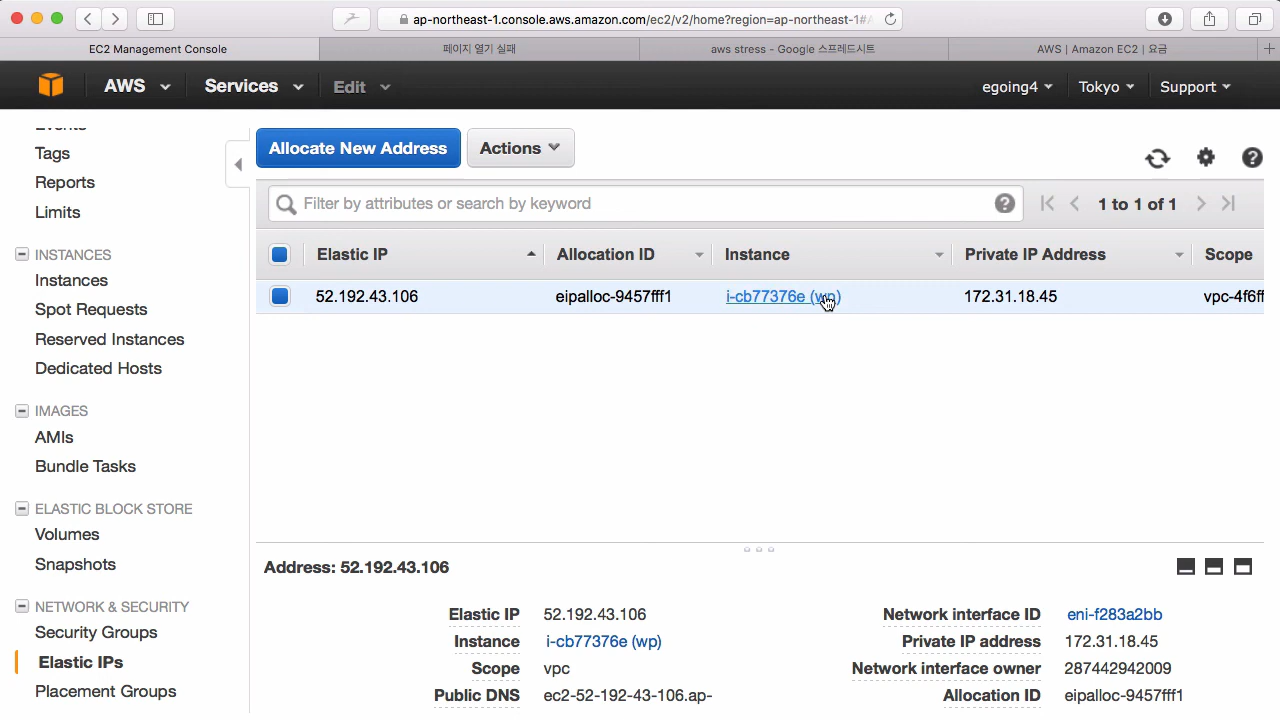 ap-northeast-1.console.aws.amazon.com/ec2/v2/home?region=ap-northeast-1#
EC2 Management Console
페이지 열기 실패
aws stress - Google 스프레드시트
AWS | Amazon EC2 | 요금
AWS
Services
Edit
egoing4
Tokyo
Support
Events
Tags
Reports
Limits
INSTANCES
Instances
Spot Requests
Reserved Instances
Dedicated Hosts
IMAGES
AMIs
Bundle Tasks
ELASTIC BLOCK STORE
Volumes
Snapshots
NETWORK & SECURITY
Security Groups
Elastic IPs
Placement Groups
Allocate New Address
Actions
Filter by attributes or search by keyword
1 to 1 of 1
Elastic IP Allocation ID Instance Private IP Address Scope
52.192.43.106 eipalloc-9457fff1 i-cb77376e (wp) 172.31.18.45 vpc-4f6ff
Address: 52.192.43.106
Elastic IP 52.192.43.106
Instance i-cb77376e (wp)
Scope vpc
Public DNS ec2-52-192-43-106.ap-
Network interface ID eni-f283a2bb
Private IP address 172.31.18.45
Network interface owner 287442942009
Allocation ID eipalloc-9457fff1